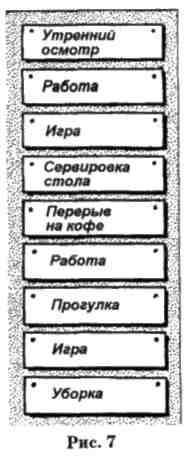 Утренний
осмотр
Работа
Игра
Сервировка
стола
Перерыв
на кофе
Работа
Прогулка
Игра
Уборка
Рис. 7